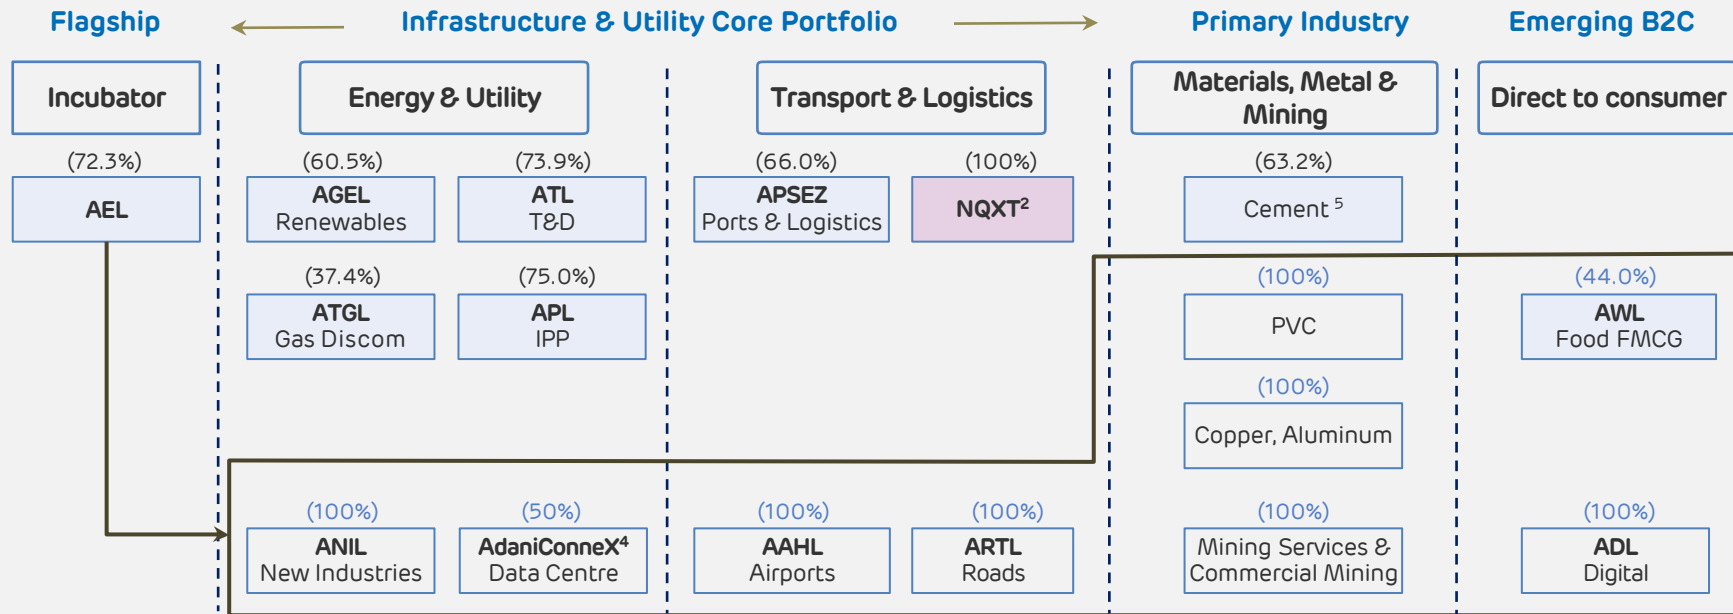 Flagship
Infrastructure & Utility Core Portfolio
Primary Industry
Emerging B2C
Incubator
Energy & Utility
Transport & Logistics
Materials, Metal &
Mining
Direct to consumer
(72.3%)
AEL
(60.5%)
AGEL
Renewables
(73.9%)
ATL
T&D
(66.0%)
APSEZ
Ports & Logistics
(100%)
NQXT²
(63.2%)
Cement ⁵
(37.4%)
ATGL
Gas Discom
(75.0%)
APL
IPP
(100%)
PVC
(44.0%)
AWL
Food FMCG
(100%)
Copper, Aluminum
(100%)
ANIL
New Industries
(50%)
AdaniConneX⁴
Data Centre
(100%)
AAHL
Airports
(100%)
ARTL
Roads
(100%)
Mining Services &
Commercial Mining
(100%)
ADL
Digital